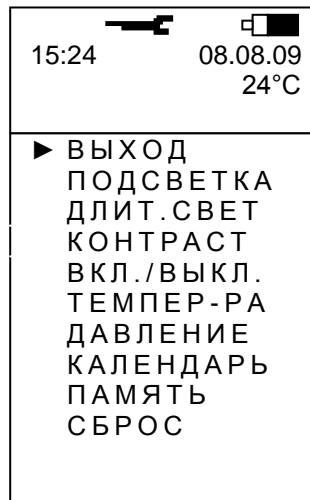 15:24 08.08.09
24°C
► ВЫХОД
ПОДСВЕТКА
ДЛИТ.СВЕТ
КОНТРАСТ
ВКЛ./ВЫКЛ.
ТЕМПЕР-РА
ДАВЛЕНИЕ
КАЛЕНДАРЬ
ПАМЯТЬ
СБРОС